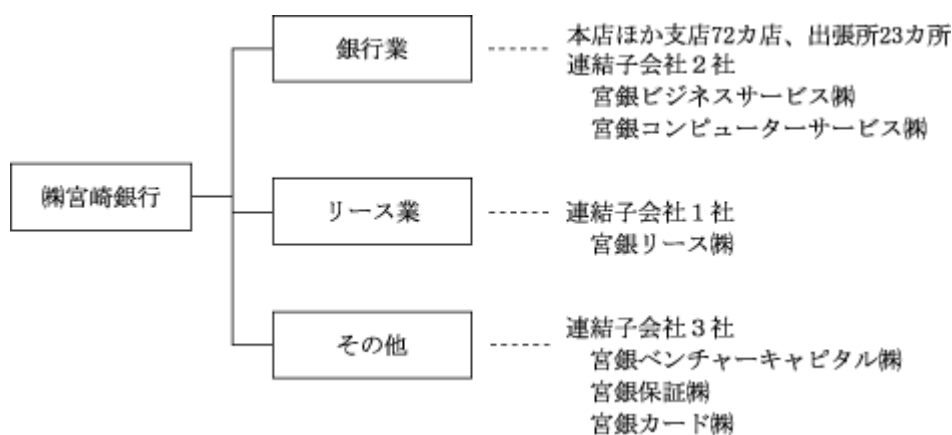 ㈱宮崎銀行
銀行業
本店ほか支店72カ店、出張所23カ所
連結子会社2社
宮銀ビジネスサービス㈱
宮銀コンピューターサービス㈱
リース業
連結子会社1社
宮銀リース㈱
その他
連結子会社3社
宮銀ベンチャーキャピタル㈱
宮銀保証㈱
宮銀カード㈱